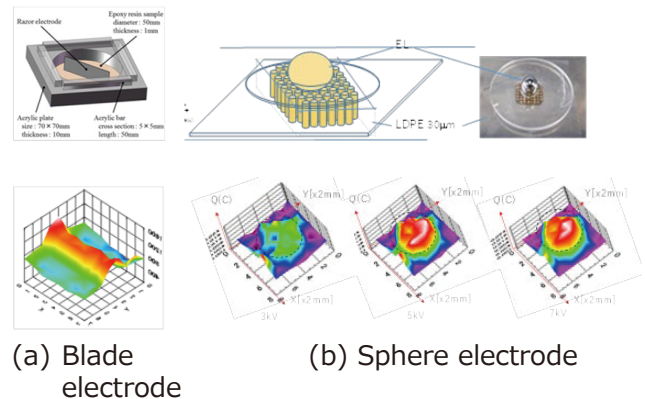 Epoxy resin sample
diameter : 50mm
thickness : 1mm
Razor electrode
Acrylic plate
size : 70×70mm
thickness : 10mm
Acrylic bar
cross section : 5×5mm
length : 50mm
EL
LDPE 30μm
Q(C)
Y[x2mm]
X[x2mm]
3kV
Q(C)
Y[x2mm]
X[x2mm]
5kV
Q(C)
Y[x2mm]
X[x2mm]
7kV
(a) Blade
electrode
(b) Sphere electrode